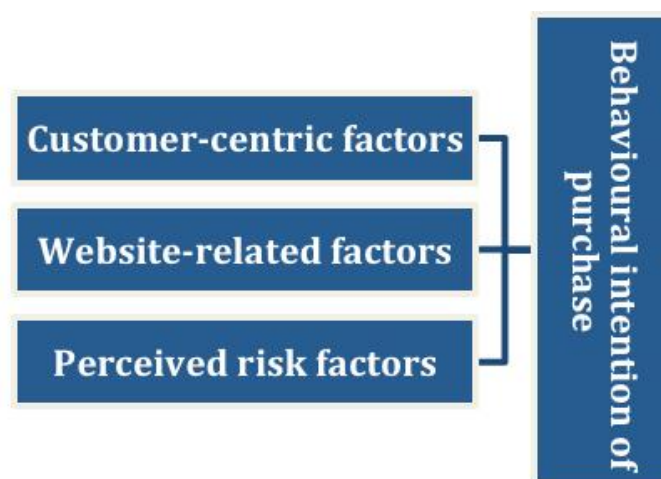 Customer-centric factors
Website-related factors
Perceived risk factors
Behavioural intention of
purchase